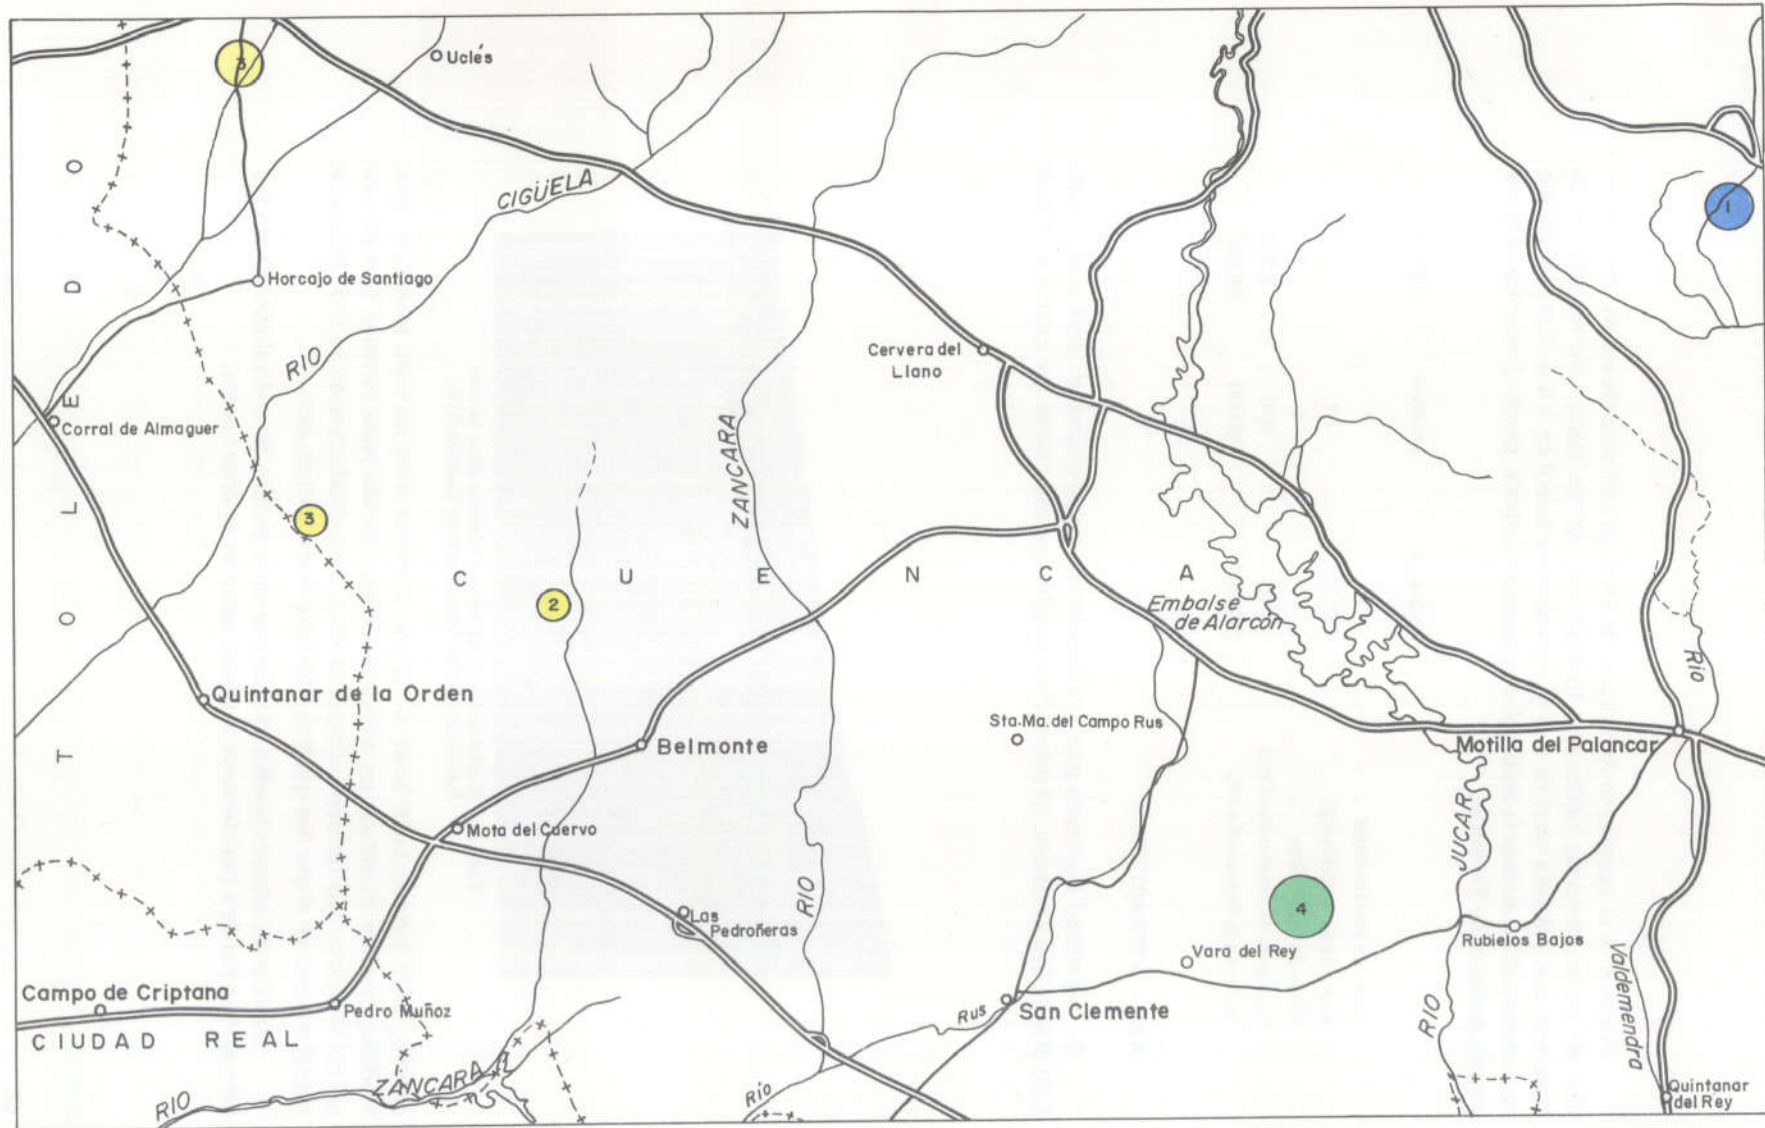 3
Uclés
1
CIGÜELA
RIO
Horcajo de Santiago
Cervera del
Llano
Corral de Almaguer
ZANCARA
RIO
3
2
TOLEDO
CUENCA
Embalse
de Alarcón
Rio
Quintanar de la Orden
Sta.Ma.del Campo Rus
Belmonte
Motilla del Palancar
JUCAR
RIO
Mota del Cuervo
4
Las
Pedroñeras
Vara del Rey
Rubielos Bajos
Valdemendra
Campo de Criptana
Pedro Muñoz
San Clemente
Rus
Río
CIUDAD REAL
ZANCARA
RIO
Quintanar
del Rey